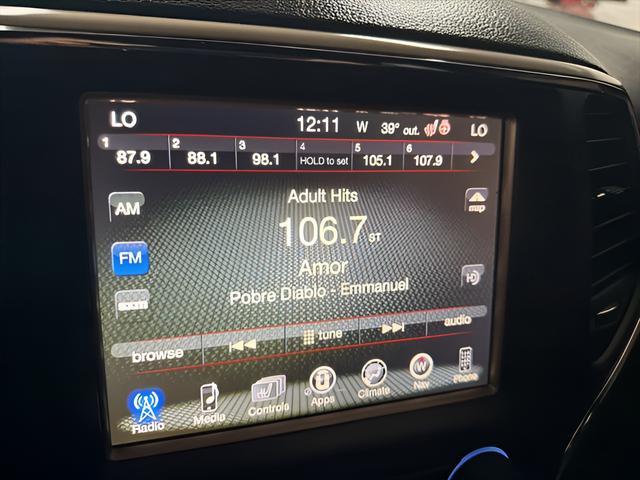 LO 12:11 W 39° out. LO
1 2 3 4 5 6
87.9 88.1 98.1 HOLD to set 105.1 107.9
Adult Hits
AM 106.7 ST map
FM Amor HD
Pobre Diablo - Emmanuel
SXM
browse tune audio
Radio Media Controls Apps Climate Nav Phone